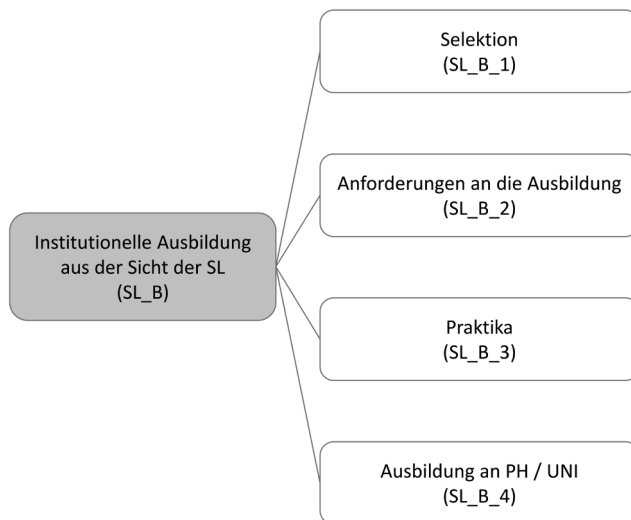 Selektion
(SL_B_1)
Anforderungen an die Ausbildung
(SL_B_2)
Institutionelle Ausbildung
aus der Sicht der SL
(SL_B)
Praktika
(SL_B_3)
Ausbildung an PH / UNI
(SL_B_4)